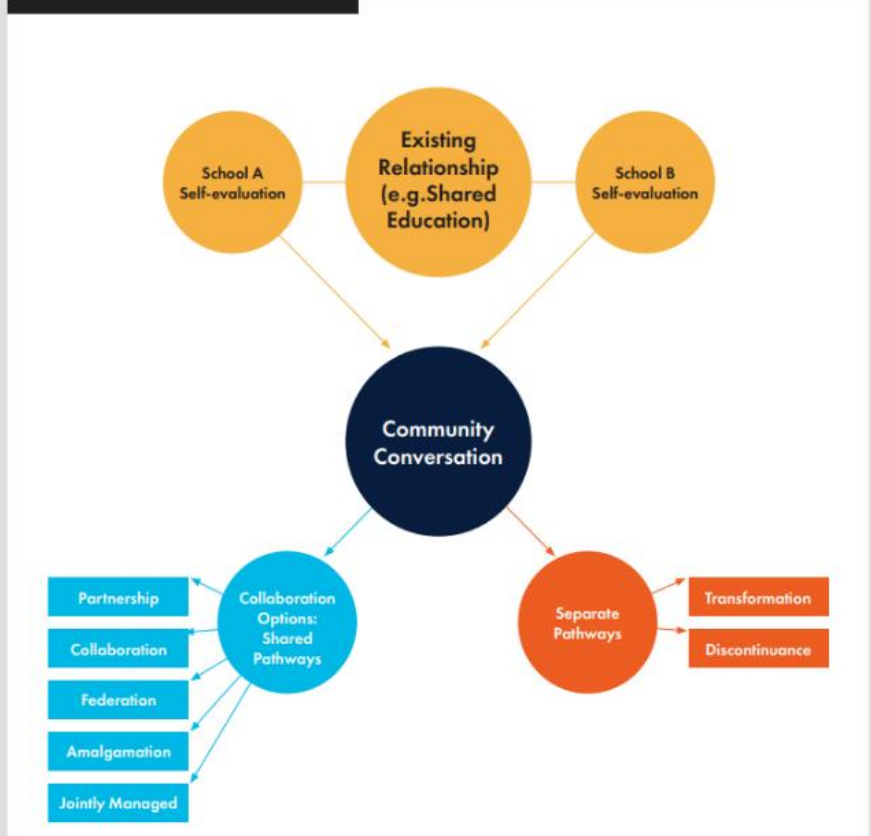 School A
Self-evaluation
Existing
Relationship
(e.g.Shared
Education)
School B
Self-evaluation
Community
Conversation
Collaboration
Options:
Shared
Pathways
Partnership
Collaboration
Federation
Amalgamation
Jointly Managed
Separate
Pathways
Transformation
Discontinuance